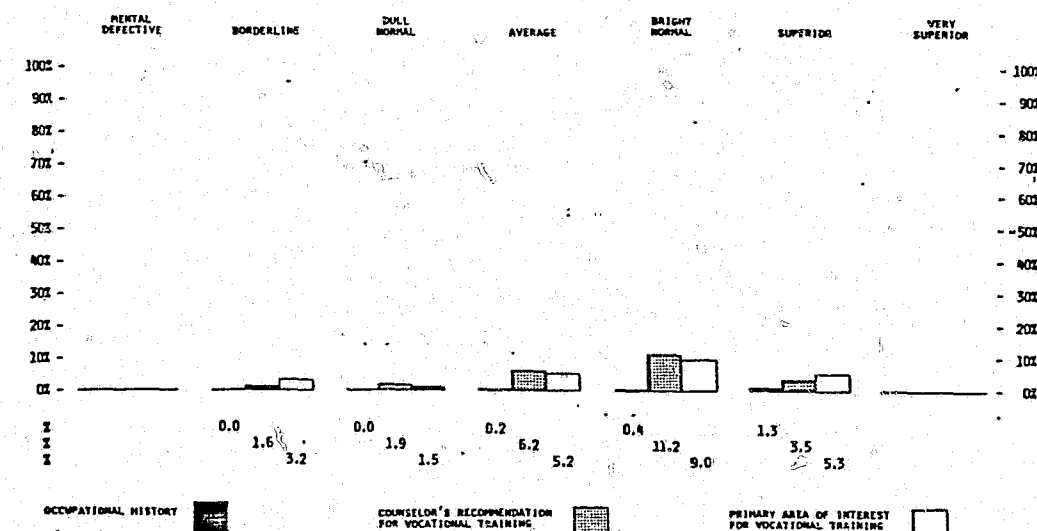 MENTAL DEFECTIVE BORDERLINE DULL NORMAL AVERAGE BRIGHT NORMAL SUPERIOR VERY SUPERIOR
100% - - 100%
90% - - 90%
80% - - 80%
70% - - 70%
60% - - 60%
50% - - 50%
40% - - 40%
30% - - 30%
20% - - 20%
10% - - 10%
0% - - 0%
% 0.0 0.0 0.2 0.4 1.3
% 1.6 1.9 6.2 11.2 3.5
% 3.2 1.5 5.2 9.0 5.3
OCCUPATIONAL HISTORY
COUNSELOR'S RECOMMENDATION
FOR VOCATIONAL TRAINING
PRIMARY AREA OF INTEREST
FOR VOCATIONAL TRAINING